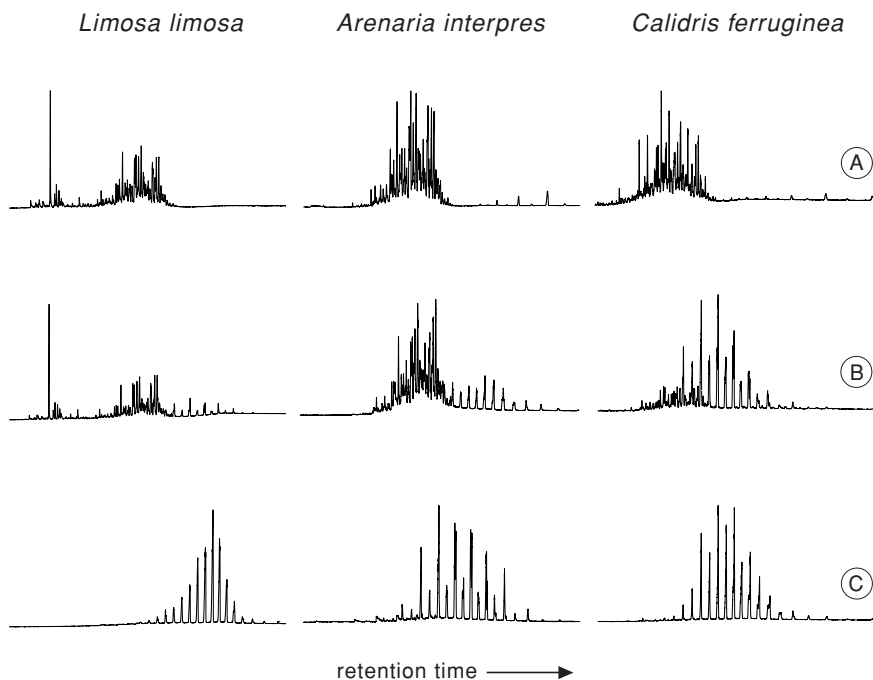 Limosa limosa
Arenaria interpres
Calidris ferruginea
A
B
C
retention time